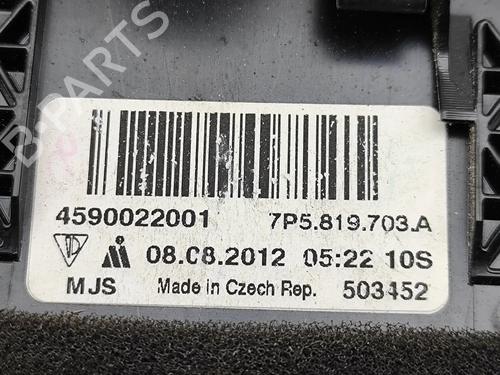 B-PARTS
4590022001 7P5.819.703.A
08.08.2012 05:22 10S
MJS Made in Czech Rep. 503452